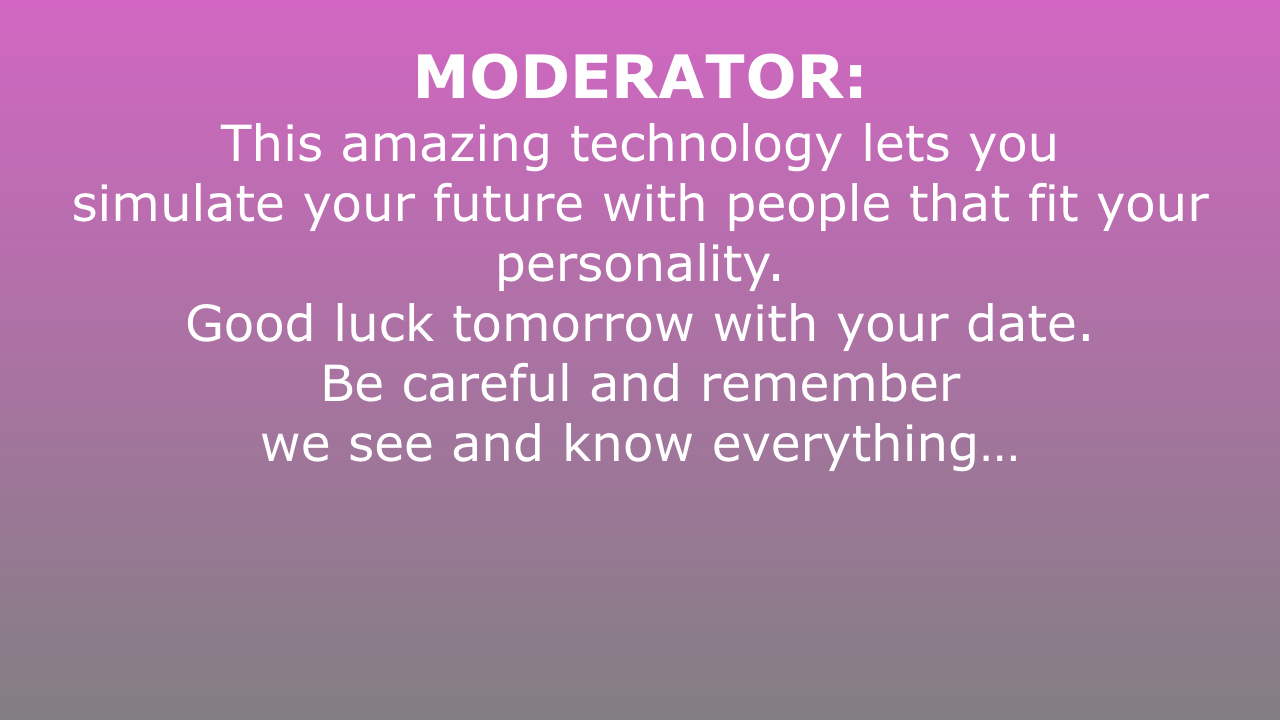 MODERATOR:
This amazing technology lets you
simulate your future with people that fit your
personality.
Good luck tomorrow with your date.
Be careful and remember
we see and know everything…